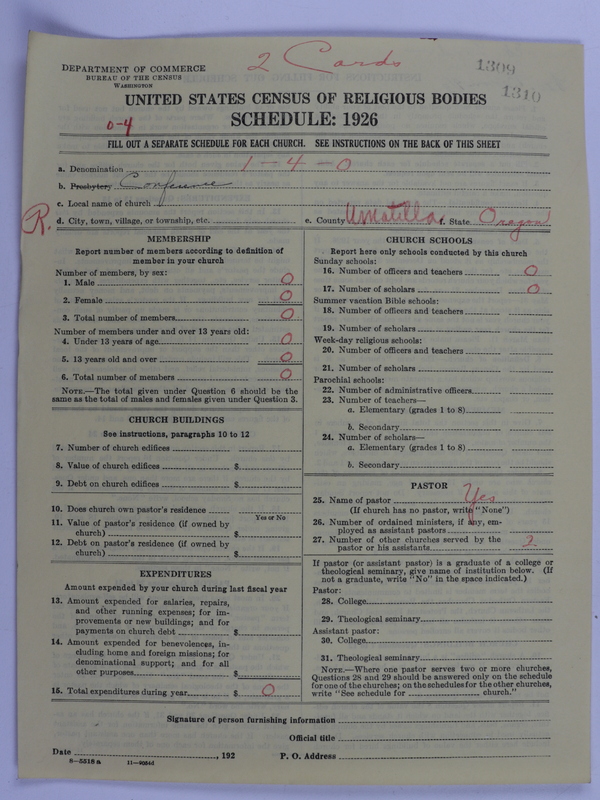 2 Cards
1309
1310
DEPARTMENT OF COMMERCE
BUREAU OF THE CENSUS
WASHINGTON
UNITED STATES CENSUS OF RELIGIOUS BODIES
0-4
SCHEDULE: 1926
FILL OUT A SEPARATE SCHEDULE FOR EACH CHURCH. SEE INSTRUCTIONS ON THE BACK OF THIS SHEET
a. Denomination 1-4-0
b. Presbytery Conference
c. Local name of church
R. d. City, town, village, or township, etc. e. County Umatilla f. State Oregon
MEMBERSHIP
Report number of members according to definition of
member in your church
Number of members, by sex:
1. Male 0
2. Female 0
3. Total number of members 0
Number of members under and over 13 years old:
4. Under 13 years of age 0
5. 13 years old and over 0
6. Total number of members 0
NOTE.—The total given under Question 6 should be the
same as the total of males and females given under Question 3.
CHURCH BUILDINGS
See instructions, paragraphs 10 to 12
7. Number of church edifices
8. Value of church edifices $
9. Debt on church edifices $
10. Does church own pastor's residence
Yes or No
11. Value of pastor's residence (if owned by
church) $
12. Debt on pastor's residence (if owned by
church) $
EXPENDITURES
Amount expended by your church during last fiscal year
13. Amount expended for salaries, repairs,
and other running expenses; for im-
provements or new buildings; and for
payments on church debt $
14. Amount expended for benevolences, in-
cluding home and foreign missions; for
denominational support; and for all
other purposes $
15. Total expenditures during year $ 0
CHURCH SCHOOLS
Report here only schools conducted by this church
Sunday schools:
16. Number of officers and teachers 0
17. Number of scholars 0
Summer vacation Bible schools:
18. Number of officers and teachers
19. Number of scholars
Week-day religious schools:
20. Number of officers and teachers
21. Number of scholars
Parochial schools:
22. Number of administrative officers
23. Number of teachers—
a. Elementary (grades 1 to 8)
b. Secondary
24. Number of scholars—
a. Elementary (grades 1 to 8)
b. Secondary
PASTOR
25. Name of pastor Yes
(If church has no pastor, write "None")
26. Number of ordained ministers, if any, em-
ployed as assistant pastors
27. Number of other churches served by the
pastor or his assistants 2
If pastor (or assistant pastor) is a graduate of a college or
theological seminary, give name of institution below. (If
not a graduate, write "No" in the space indicated.)
Pastor:
28. College
29. Theological seminary
Assistant pastor:
30. College
31. Theological seminary
NOTE.—Where one pastor serves two or more churches,
Questions 28 and 29 should be answered only on the schedule
for one of the churches; on the schedules for the other churches,
write "See schedule for church."
Signature of person furnishing information
Official title
Date , 192 P. O. Address
8—5518 a 11—9054d